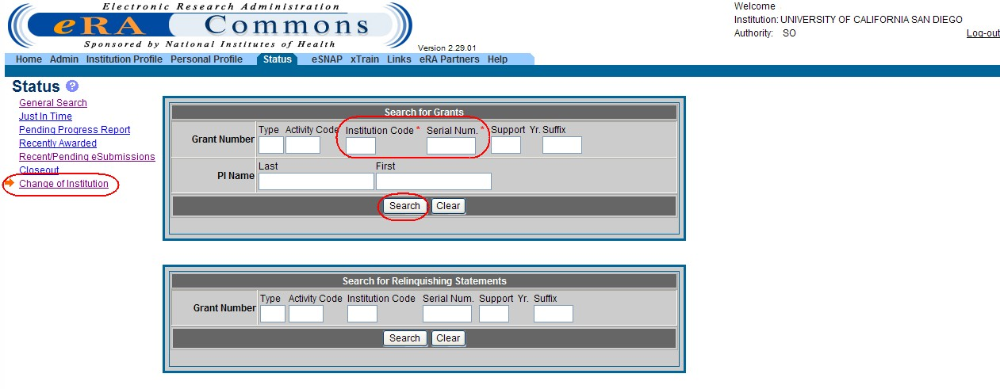 Electronic Research Administration
eRA Commons
Sponsored by National Institutes of Health
Version 2.29.01
Welcome
Institution: UNIVERSITY OF CALIFORNIA SAN DIEGO
Authority: SO
Log-out
Home Admin Institution Profile Personal Profile Status eSNAP xTrain Links eRA Partners Help
Status ?
General Search
Just In Time
Pending Progress Report
Recently Awarded
Recent/Pending eSubmissions
Closeout
Change of Institution
Search for Grants
Type Activity Code Institution Code * Serial Num. * Support Yr. Suffix
Grant Number
Last First
PI Name
Search Clear
Search for Relinquishing Statements
Type Activity Code Institution Code Serial Num. Support Yr. Suffix
Grant Number
Search Clear